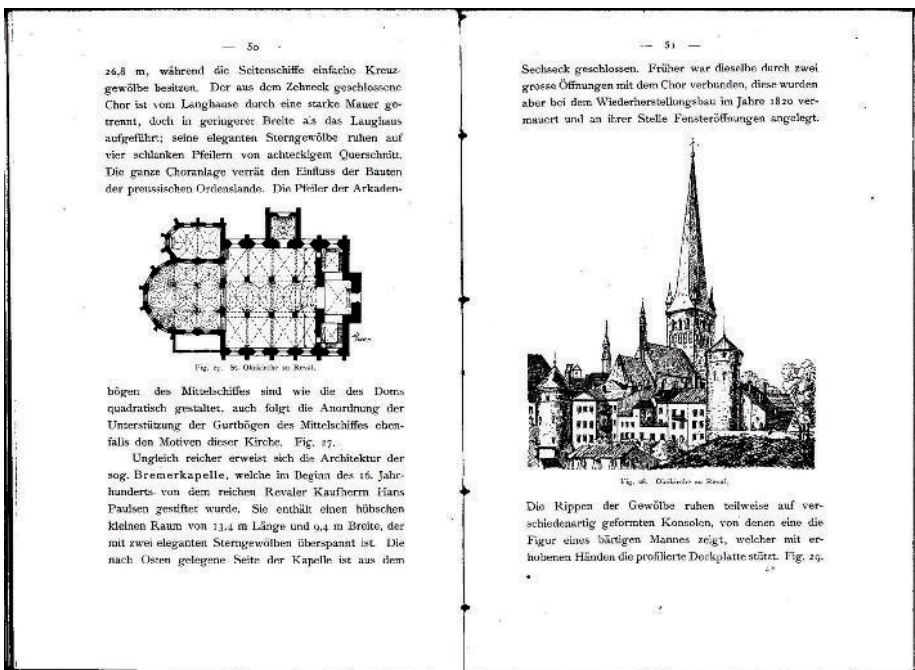 — 50 -
26,8 m, während die Seitenschiffe einfache Kreuz-
gewölbe besitzen. Der aus dem Zehneck geschlossene
Chor ist vom Langhause durch eine starke Mauer ge-
trennt, doch in geringerer Breite als das Langhaus
aufgeführt; seine eleganten Sterngewölbe ruhen auf
vier schlanken Pfeilern von achteckigem Querschnitt.
Die ganze Choranlage verrät den Einfluss der Bauten
der preussischen Ordenslande. Die Pfeiler der Arkaden-
Fig. 27. St. Olaikirche zu Reval.
bögen des Mittelschiffes sind wie die des Doms
quadratisch gestaltet, auch folgt die Anordnung der
Unterstützung der Gurtbögen des Mittelschiffes eben-
falls den Motiven dieser Kirche. Fig. 27.
Ungleich reicher erweist sich die Architektur der
sog. Bremerkapelle, welche im Beginn des 16. Jahr-
hunderts von dem reichen Revaler Kaufherrn Hans
Paulsen gestiftet wurde. Sie enthält einen hübschen
kleinen Raum von 13,4 m Länge und 9,4 m Breite, der
mit zwei eleganten Sterngewölben überspannt ist. Die
nach Osten gelegene Seite der Kapelle ist aus dem
— 51 —
Sechseck geschlossen. Früher war dieselbe durch zwei
grosse Öffnungen mit dem Chor verbunden, diese wurden
aber bei dem Wiederherstellungsbau im Jahre 1820 ver-
mauert und an ihrer Stelle Fensteröffnungen angelegt.
Fig. 28. Olaikirche zu Reval.
Die Rippen der Gewölbe ruhen teilweise auf ver-
schiedenartig geformten Konsolen, von denen eine die
Figur eines bärtigen Mannes zeigt, welcher mit er-
hobenen Händen die profilierte Deckplatte stützt. Fig. 29.
4*